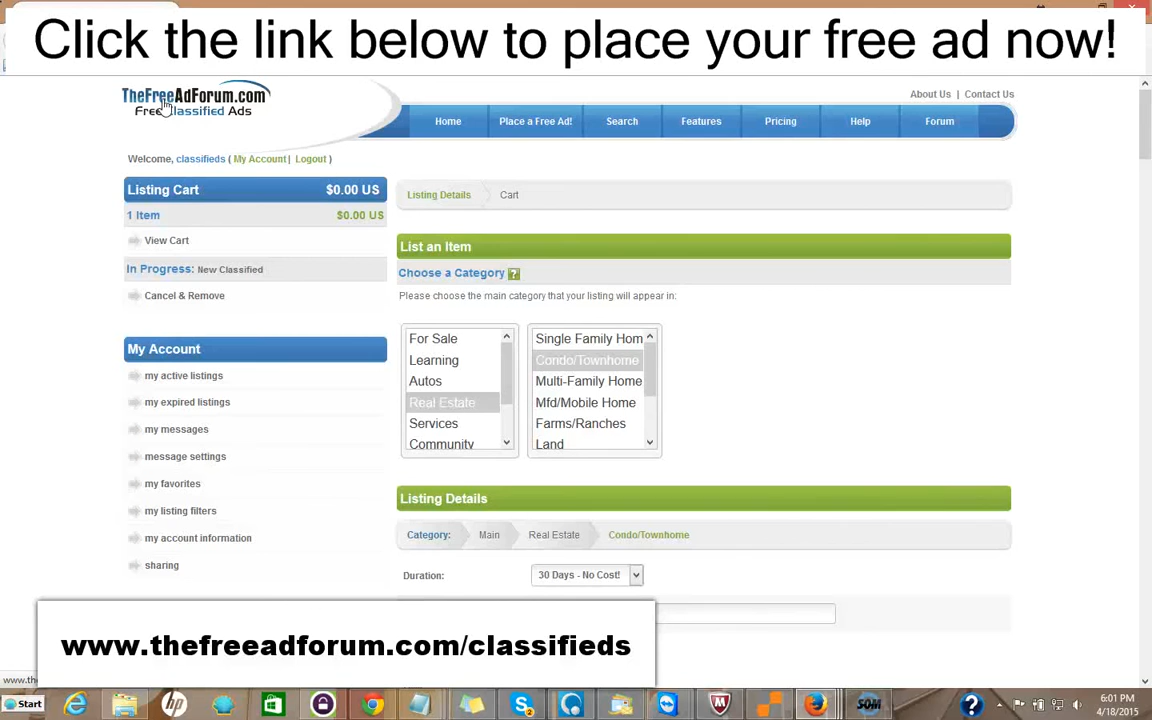 Click the link below to place your free ad now!
TheFreeAdForum.com
Free Classified Ads
About Us | Contact Us
Home Place a Free Ad! Search Features Pricing Help Forum
Welcome, classifieds ( My Account | Logout )
Listing Cart $0.00 US
1 Item $0.00 US
View Cart
In Progress: New Classified
Cancel & Remove
My Account
my active listings
my expired listings
my messages
message settings
my favorites
my listing filters
my account information
sharing
Listing Details Cart
List an Item
Choose a Category ?
Please choose the main category that your listing will appear in:
For Sale
Learning
Autos
Real Estate
Services
Community
Single Family Hom
Condo/Townhome
Multi-Family Home
Mfd/Mobile Home
Farms/Ranches
Land
Listing Details
Category: Main Real Estate Condo/Townhome
Duration: 30 Days - No Cost!
www.thefreeadforum.com/classifieds
www.the
Start
hp
S 2
SOM
?
6:01 PM
4/18/2015